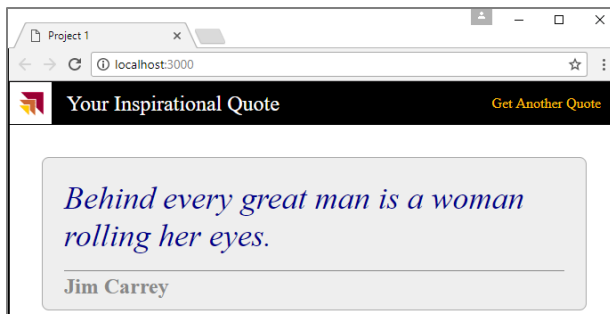 Project 1
localhost:3000
Your Inspirational Quote
Get Another Quote
Behind every great man is a woman
rolling her eyes.
Jim Carrey